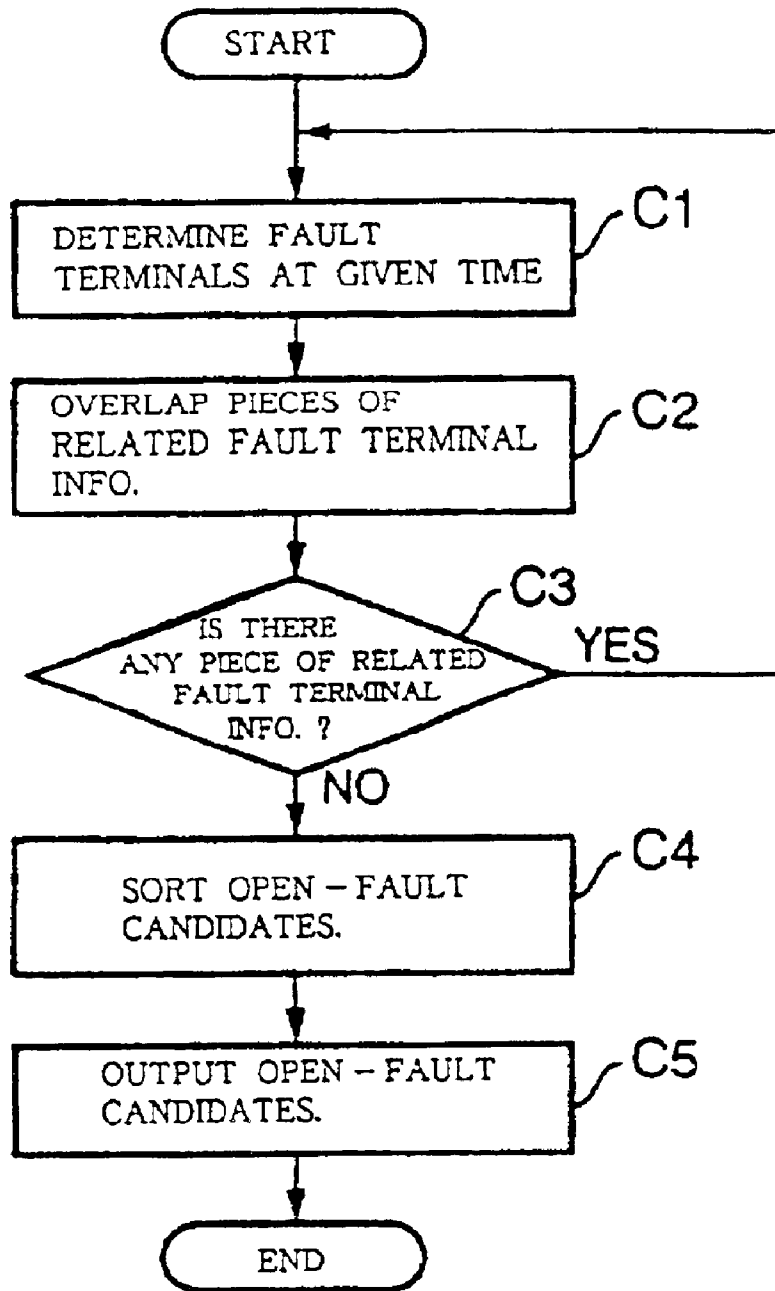 START
DETERMINE FAULT
TERMINALS AT GIVEN TIME
C1
OVERLAP PIECES OF
RELATED FAULT TERMINAL
INFO.
C2
IS THERE
ANY PIECE OF RELATED
FAULT TERMINAL
INFO. ?
C3
YES
NO
SORT OPEN-FAULT
CANDIDATES.
C4
OUTPUT OPEN-FAULT
CANDIDATES.
C5
END